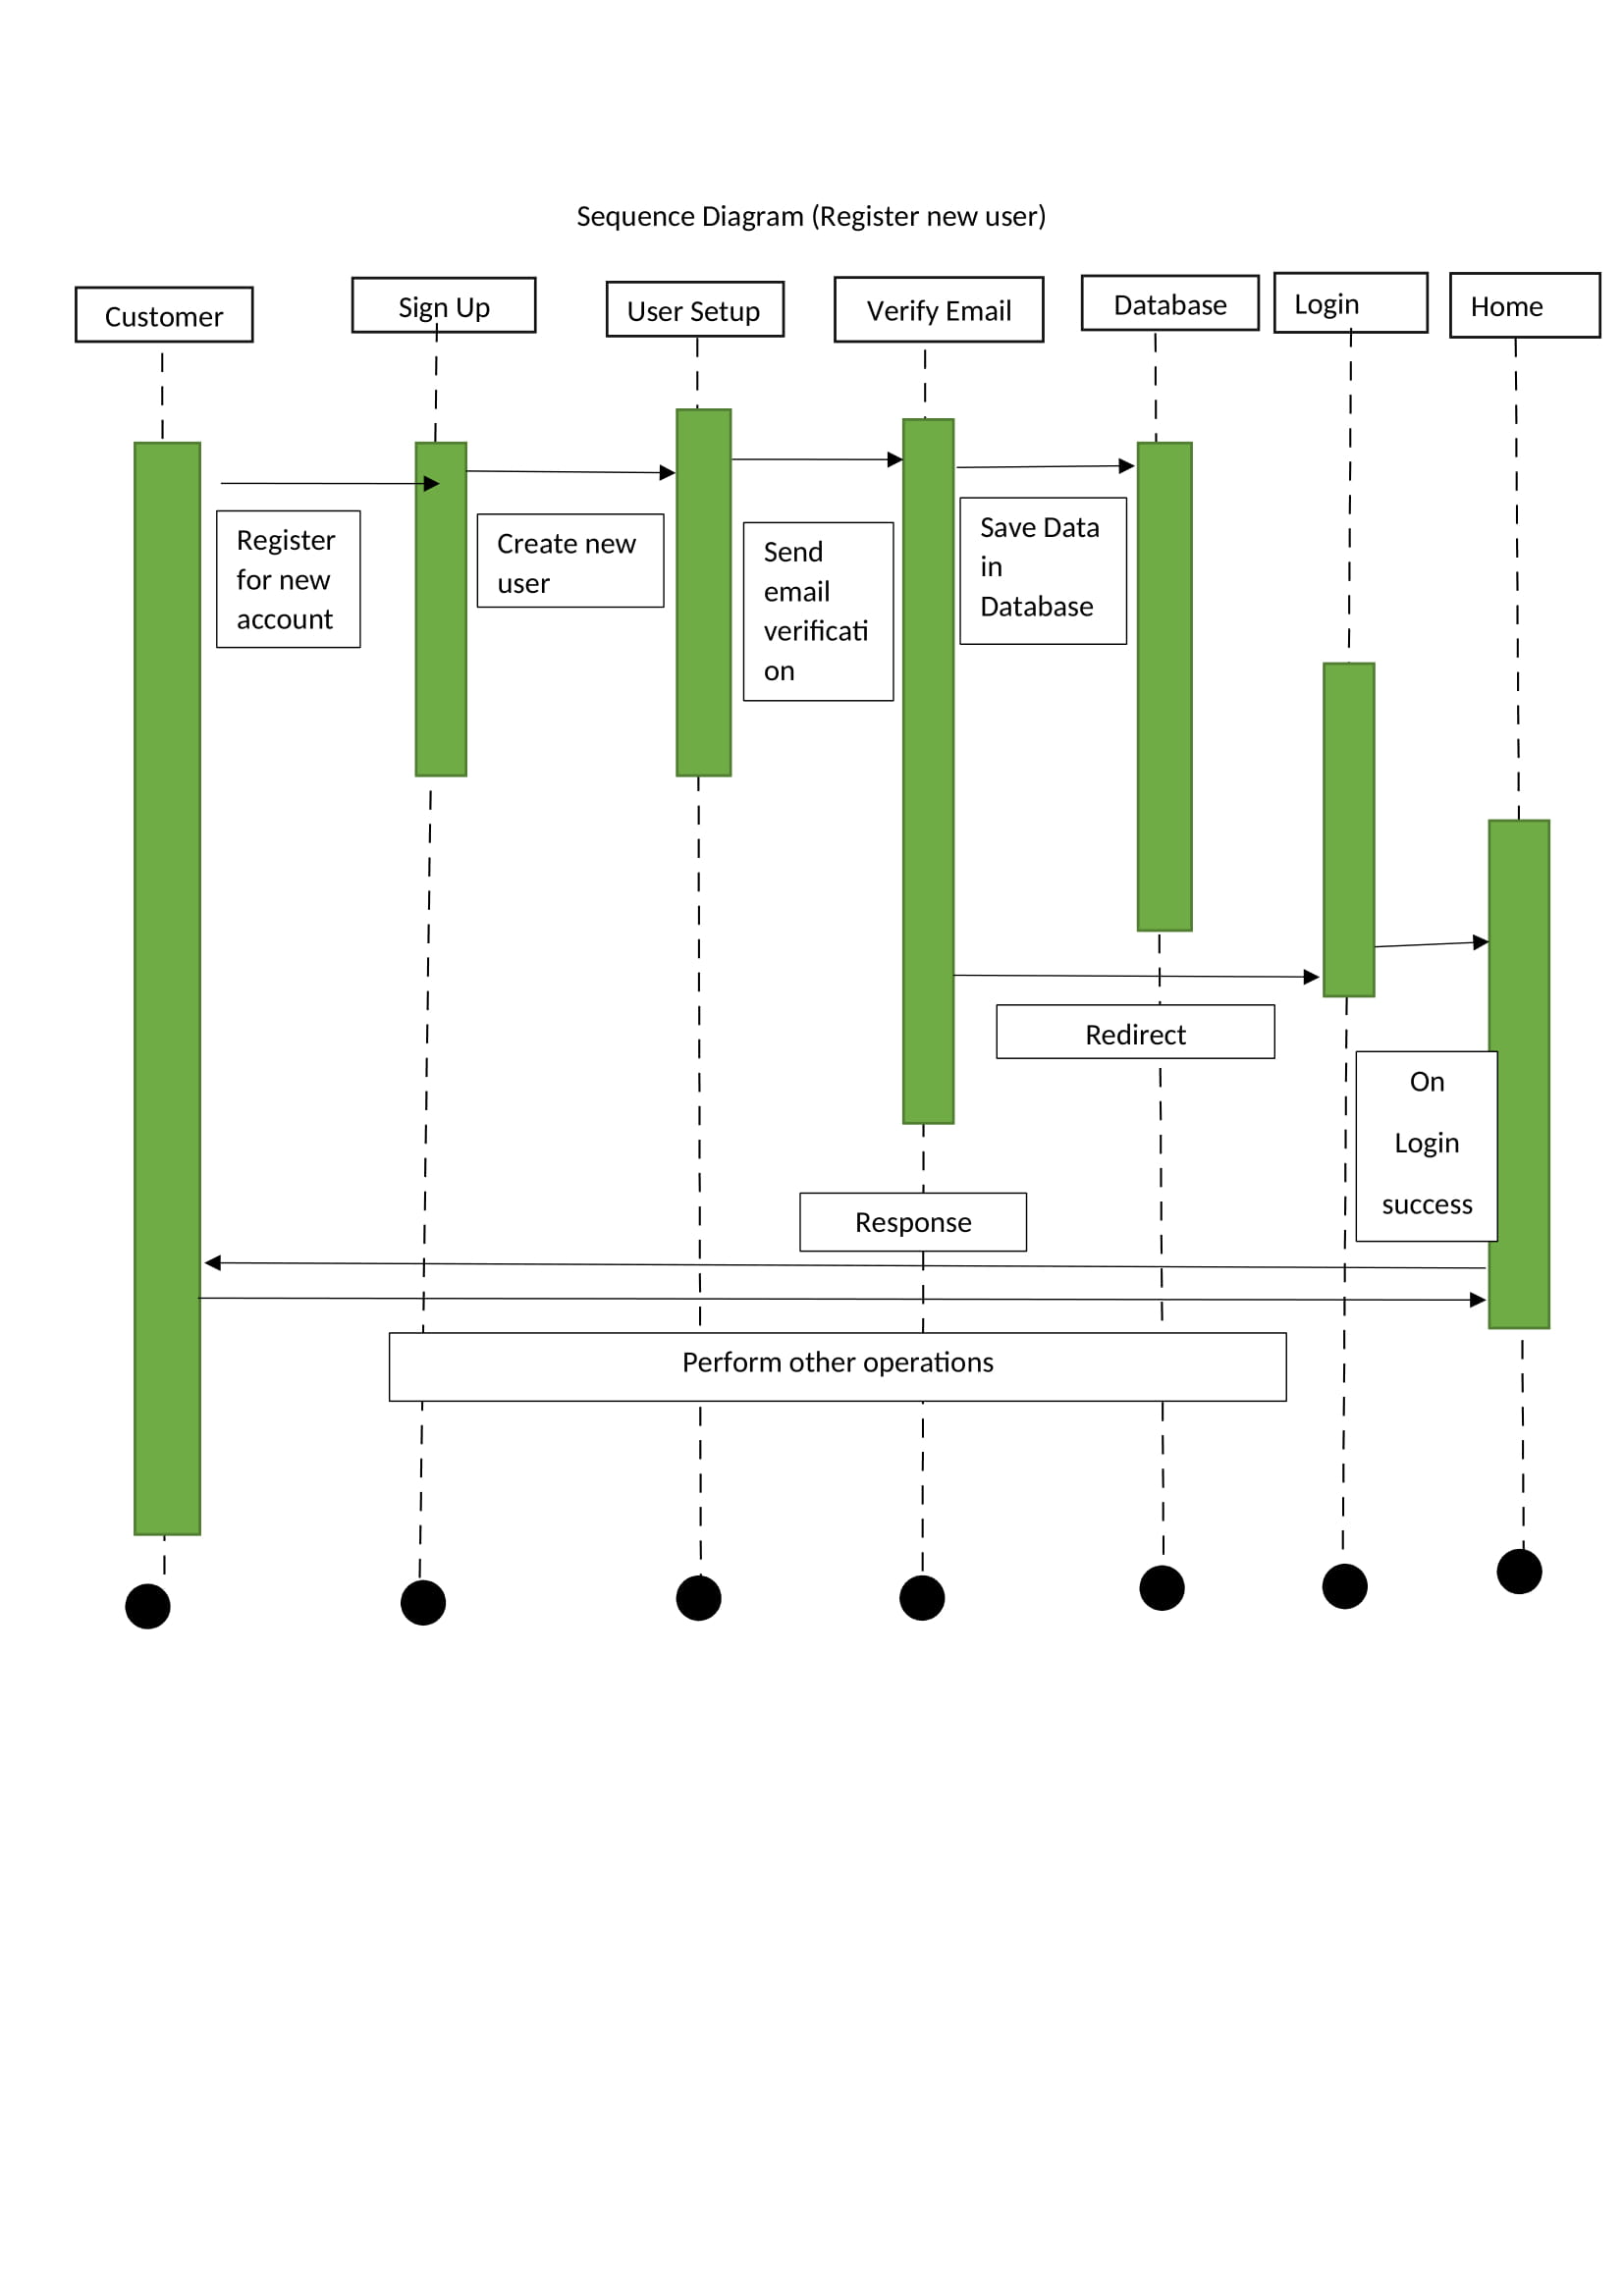 Sequence Diagram (Register new user)
Customer
Sign Up
User Setup
Verify Email
Database
Login
Home
Register
for new
account
Create new
user
Send
email
verificati
on
Save Data
in
Database
Redirect
On
Login
success
Response
Perform other operations